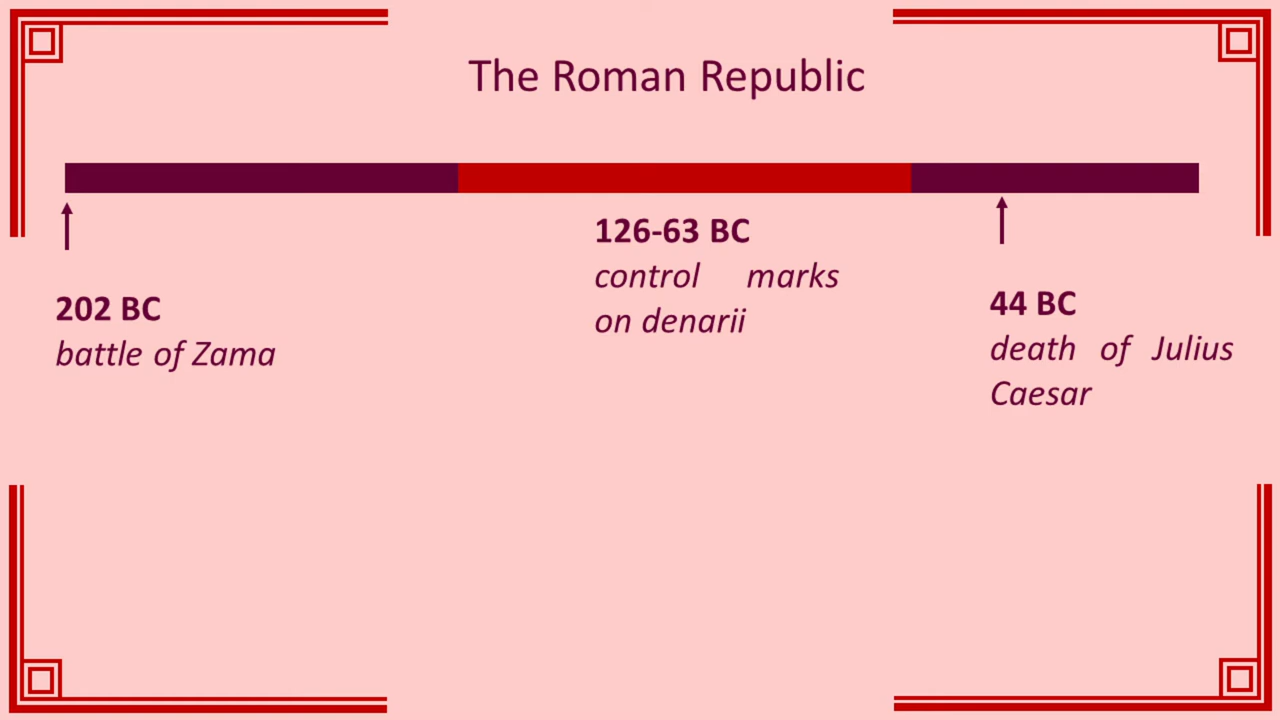 The Roman Republic
126-63 BC
control marks
on denarii
202 BC
battle of Zama
44 BC
death of Julius
Caesar